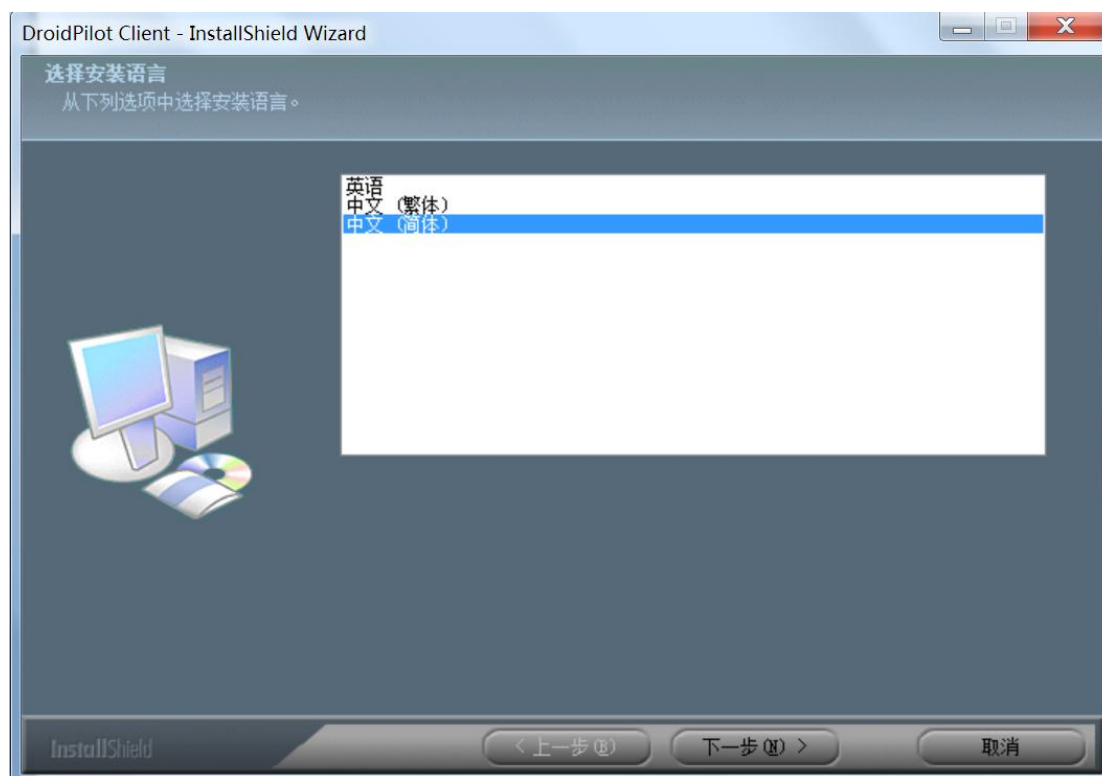 DroidPilot Client - InstallShield Wizard
选择安装语言
从下列选项中选择安装语言。
英语
中文 (繁体)
中文 (简体)
InstallShield
< 上一步(B)
下一步(N) >
取消